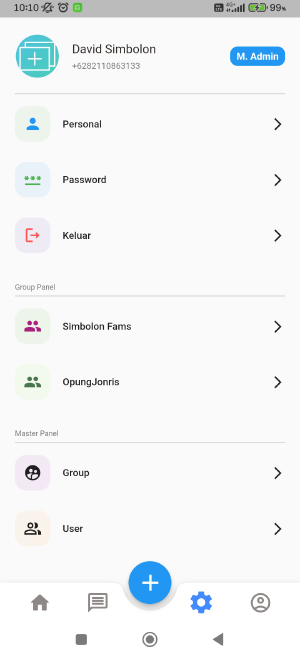 10:10
4G+
99%
David Simbolon
+6282110863133
M. Admin
Personal
***
Password
Keluar
Group Panel
Simbolon Fams
OpungJonris
Master Panel
Group
User